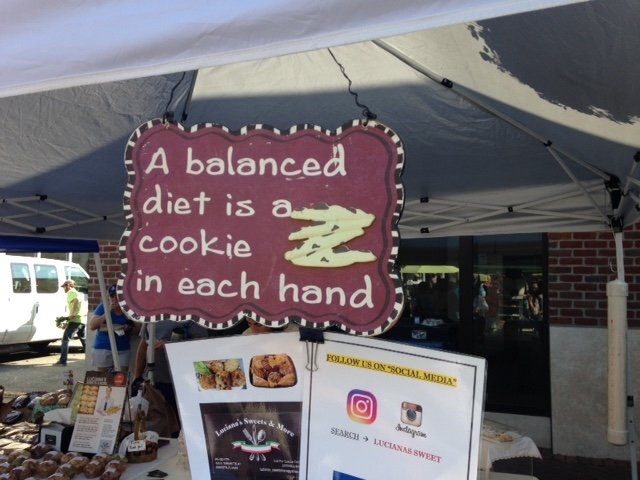 A balanced
diet is a
cookie
in each hand
FOLLOW US ON "SOCIAL MEDIA"
Instagram
SEARCH → LUCIANAS SWEET
Luciana's Sweets & More